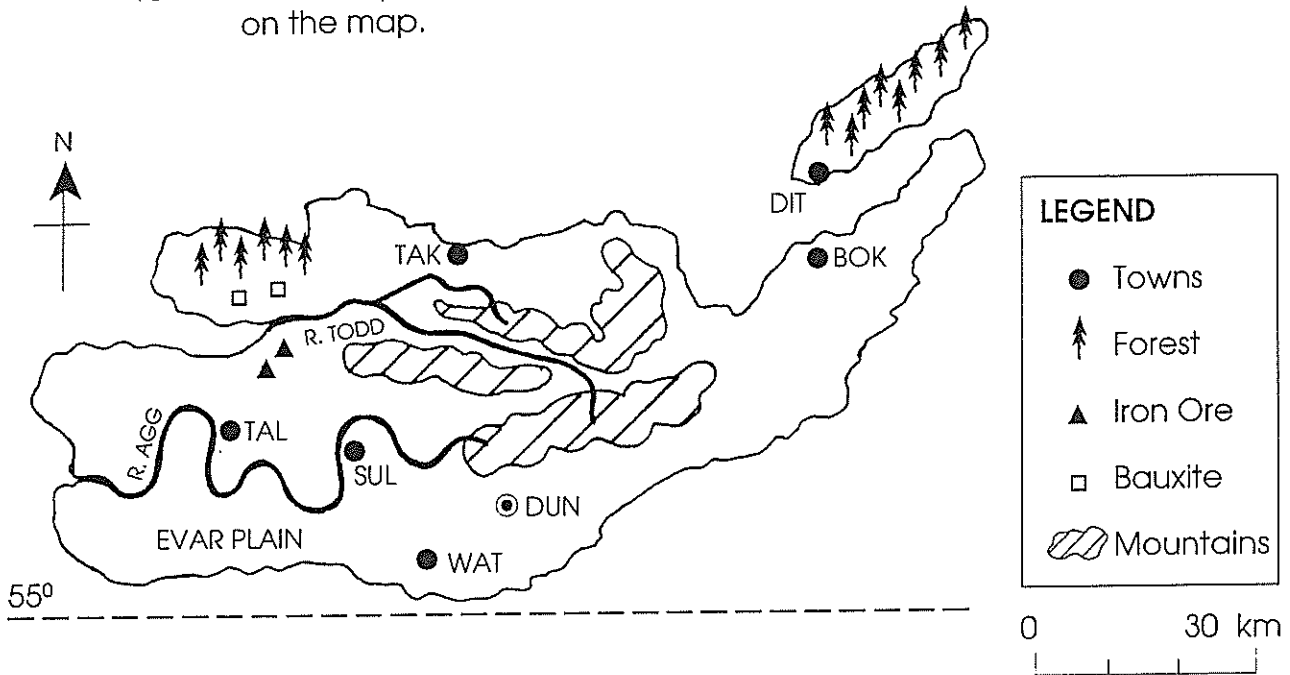 on the map.
N
DIT
LEGEND
TAK
BOK
Towns
R. TODD
Forest
Iron Ore
R. AGG
TAL
SUL
Bauxite
DUN
EVAR PLAIN
Mountains
WAT
55⁰
0 30 km